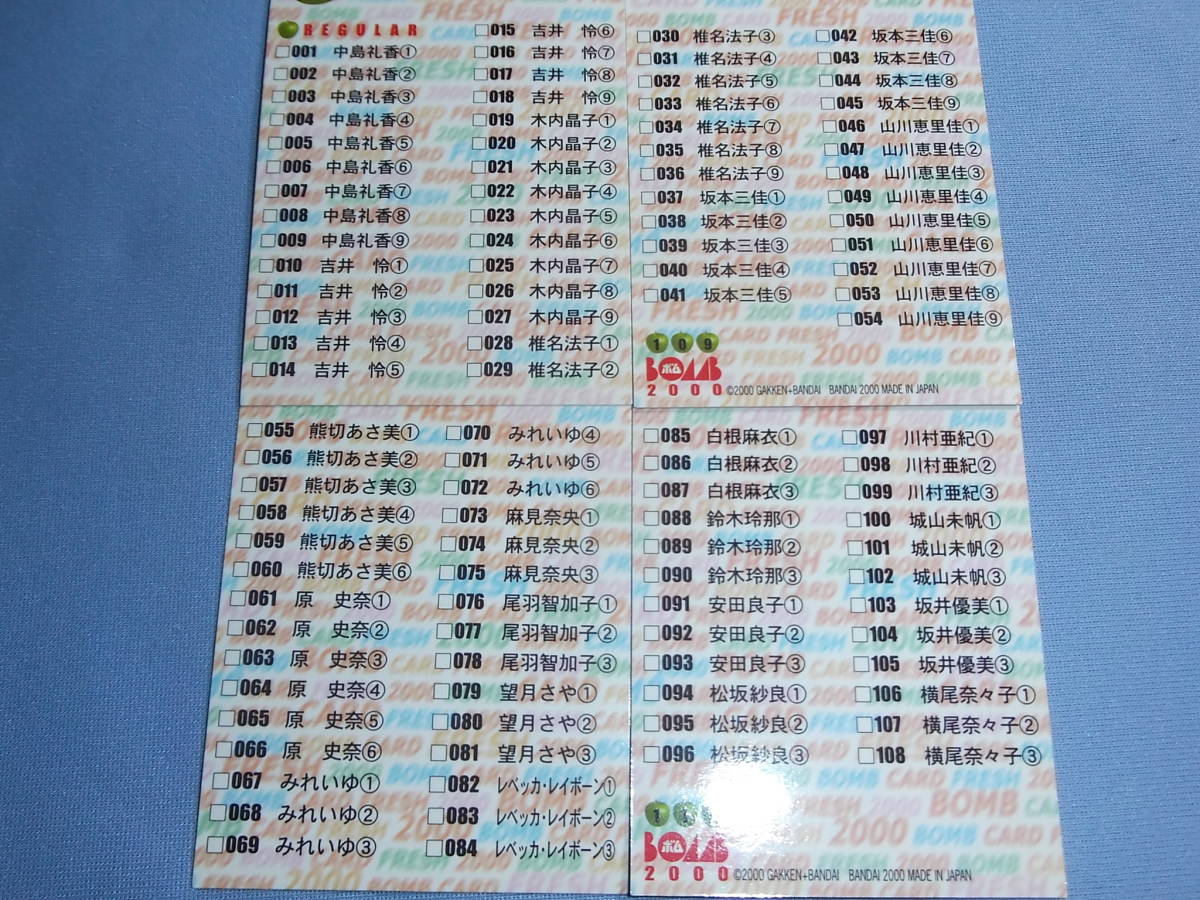 REGULAR
□001 中島礼香①
□002 中島礼香②
□003 中島礼香③
□004 中島礼香④
□005 中島礼香⑤
□006 中島礼香⑥
□007 中島礼香⑦
□008 中島礼香⑧
□009 中島礼香⑨
□010 吉井 怜①
□011 吉井 怜②
□012 吉井 怜③
□013 吉井 怜④
□014 吉井 怜⑤
□015 吉井 怜⑥
□016 吉井 怜⑦
□017 吉井 怜⑧
□018 吉井 怜⑨
□019 木内晶子①
□020 木内晶子②
□021 木内晶子③
□022 木内晶子④
□023 木内晶子⑤
□024 木内晶子⑥
□025 木内晶子⑦
□026 木内晶子⑧
□027 木内晶子⑨
□028 椎名法子①
□029 椎名法子②
□030 椎名法子③
□031 椎名法子④
□032 椎名法子⑤
□033 椎名法子⑥
□034 椎名法子⑦
□035 椎名法子⑧
□036 椎名法子⑨
□037 坂本三佳①
□038 坂本三佳②
□039 坂本三佳③
□040 坂本三佳④
□041 坂本三佳⑤
□042 坂本三佳⑥
□043 坂本三佳⑦
□044 坂本三佳⑧
□045 坂本三佳⑨
□046 山川恵里佳①
□047 山川恵里佳②
□048 山川恵里佳③
□049 山川恵里佳④
□050 山川恵里佳⑤
□051 山川恵里佳⑥
□052 山川恵里佳⑦
□053 山川恵里佳⑧
□054 山川恵里佳⑨
109
BOMB ボム
2000 ©2000 GAKKEN+BANDAI BANDAI 2000 MADE IN JAPAN
□055 熊切あさ美①
□056 熊切あさ美②
□057 熊切あさ美③
□058 熊切あさ美④
□059 熊切あさ美⑤
□060 熊切あさ美⑥
□061 原 史奈①
□062 原 史奈②
□063 原 史奈③
□064 原 史奈④
□065 原 史奈⑤
□066 原 史奈⑥
□067 みれいゆ①
□068 みれいゆ②
□069 みれいゆ③
□070 みれいゆ④
□071 みれいゆ⑤
□072 みれいゆ⑥
□073 麻見奈央①
□074 麻見奈央②
□075 麻見奈央③
□076 尾羽智加子①
□077 尾羽智加子②
□078 尾羽智加子③
□079 望月さや①
□080 望月さや②
□081 望月さや③
□082 レベッカ・レイボーン①
□083 レベッカ・レイボーン②
□084 レベッカ・レイボーン③
□085 白根麻衣①
□086 白根麻衣②
□087 白根麻衣③
□088 鈴木玲那①
□089 鈴木玲那②
□090 鈴木玲那③
□091 安田良子①
□092 安田良子②
□093 安田良子③
□094 松坂紗良①
□095 松坂紗良②
□096 松坂紗良③
□097 川村亜紀①
□098 川村亜紀②
□099 川村亜紀③
□100 城山未帆①
□101 城山未帆②
□102 城山未帆③
□103 坂井優美①
□104 坂井優美②
□105 坂井優美③
□106 横尾奈々子①
□107 横尾奈々子②
□108 横尾奈々子③
BOMB ボム
2000 ©2000 GAKKEN+BANDAI BANDAI 2000 MADE IN JAPAN